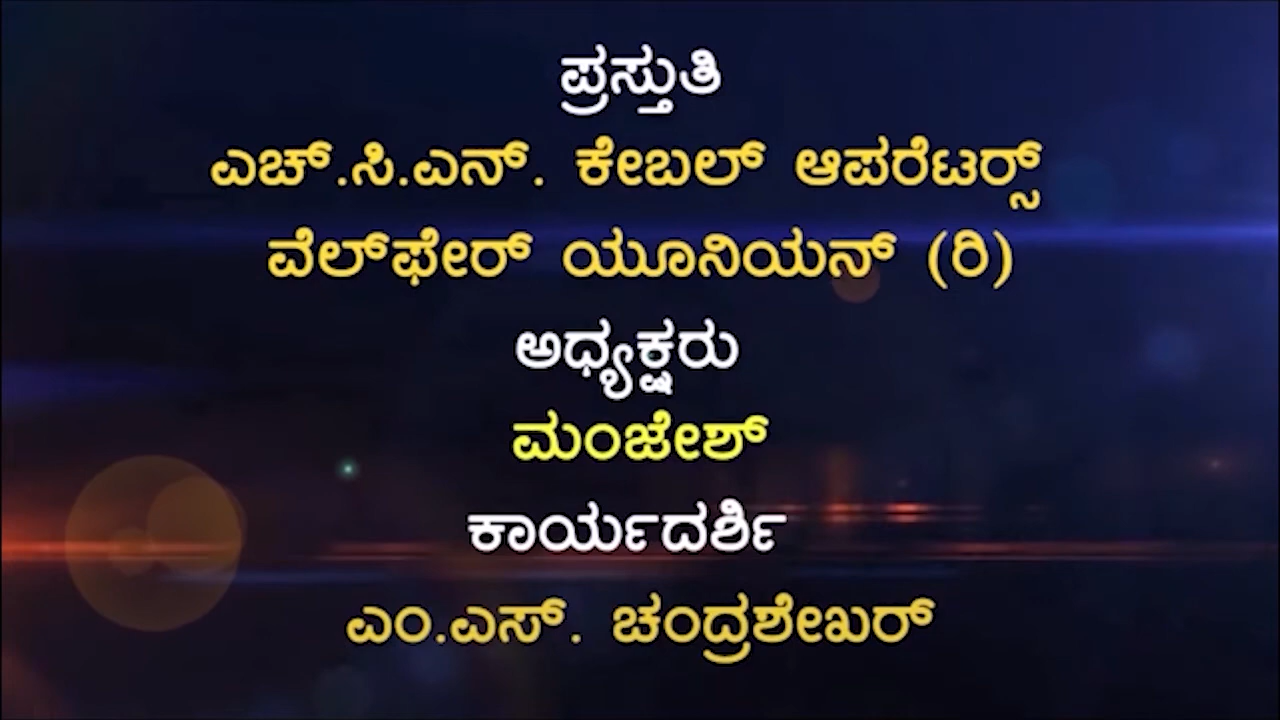 ಪ್ರಸ್ತುತಿ
ಎಚ್.ಸಿ.ಎನ್. ಕೇಬಲ್ ಆಪರೆಟರ‍್ಸ್
ವೆಲ್‌ಫೇರ್ ಯೂನಿಯನ್ (ರಿ)
ಅಧ್ಯಕ್ಷರು
ಮಂಜೇಶ್
ಕಾರ್ಯದರ್ಶಿ
ಎಂ.ಎಸ್. ಚಂದ್ರಶೇಖರ್